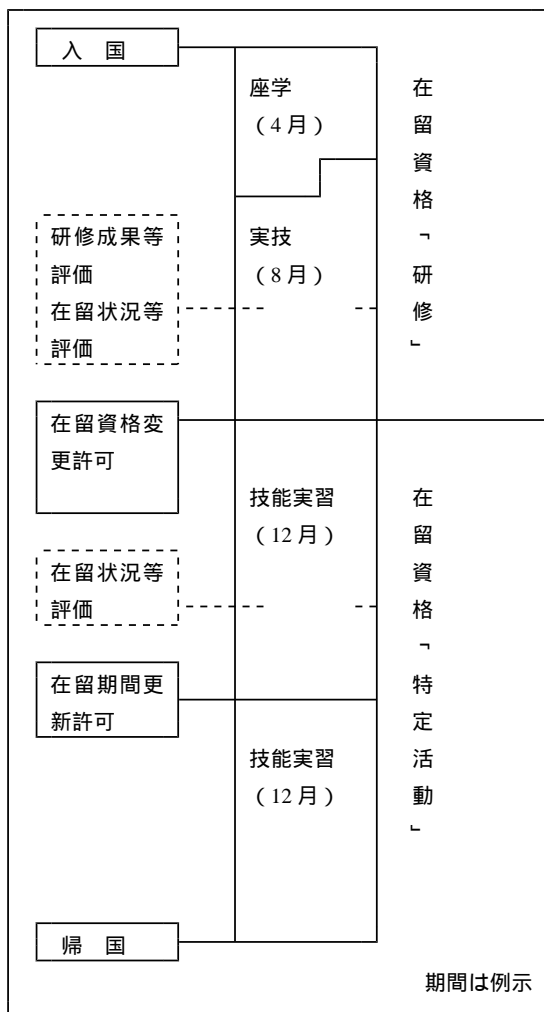 入 国
座学
(4月)
在留資格「研修」
研修成果等
評価
在留状況等
評価
実技
(8月)
在留資格変
更許可
技能実習
(12月)
在留資格「特定活動」
在留状況等
評価
在留期間更
新許可
技能実習
(12月)
帰 国
期間は例示